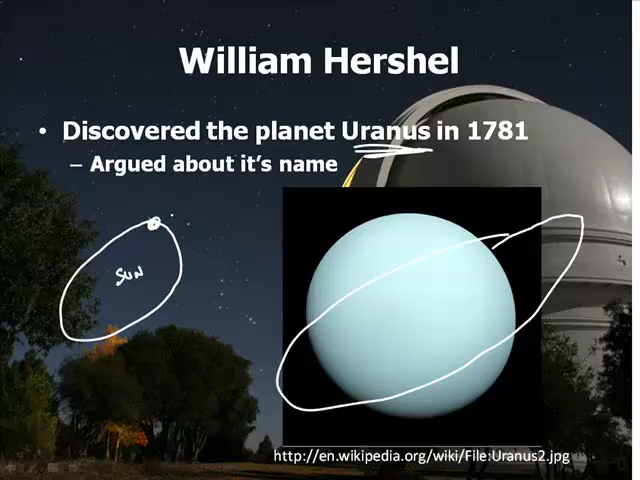 William Hershel
• Discovered the planet Uranus in 1781
– Argued about it's name
SUN
http://en.wikipedia.org/wiki/File:Uranus2.jpg